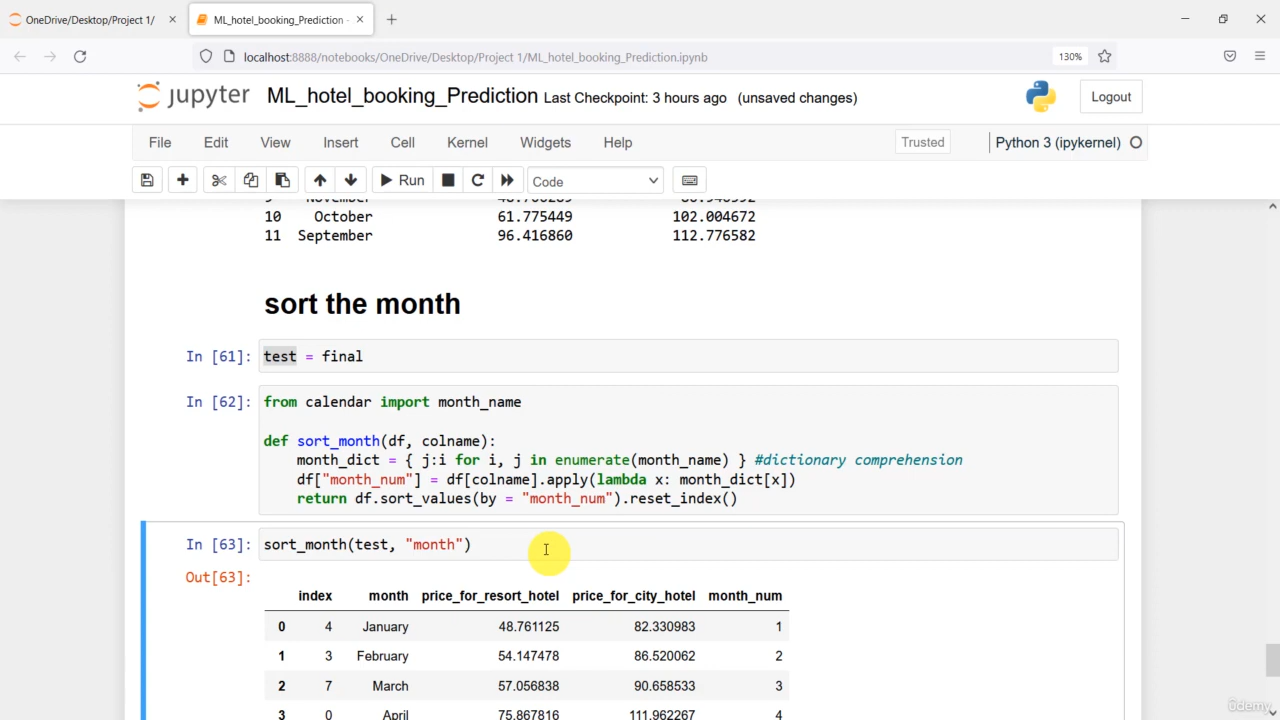 OneDrive/Desktop/Project 1/
ML_hotel_booking_Prediction -
localhost:8888/notebooks/OneDrive/Desktop/Project 1/ML_hotel_booking_Prediction.ipynb
130%
jupyter ML_hotel_booking_Prediction Last Checkpoint: 3 hours ago (unsaved changes)
Logout
File Edit View Insert Cell Kernel Widgets Help
Trusted
Python 3 (ipykernel)
Run
Code
9 November
10 October 61.775449 102.004672
11 September 96.416860 112.776582
sort the month
In [61]: test = final
In [62]: from calendar import month_name
def sort_month(df, colname):
month_dict = { j:i for i, j in enumerate(month_name) } #dictionary comprehension
df["month_num"] = df[colname].apply(lambda x: month_dict[x])
return df.sort_values(by = "month_num").reset_index()
In [63]: sort_month(test, "month")
Out[63]:
index month price_for_resort_hotel price_for_city_hotel month_num
0 4 January 48.761125 82.330983 1
1 3 February 54.147478 86.520062 2
2 7 March 57.056838 90.658533 3
3 0 April 75.867816 111.962267 4
ûdemy